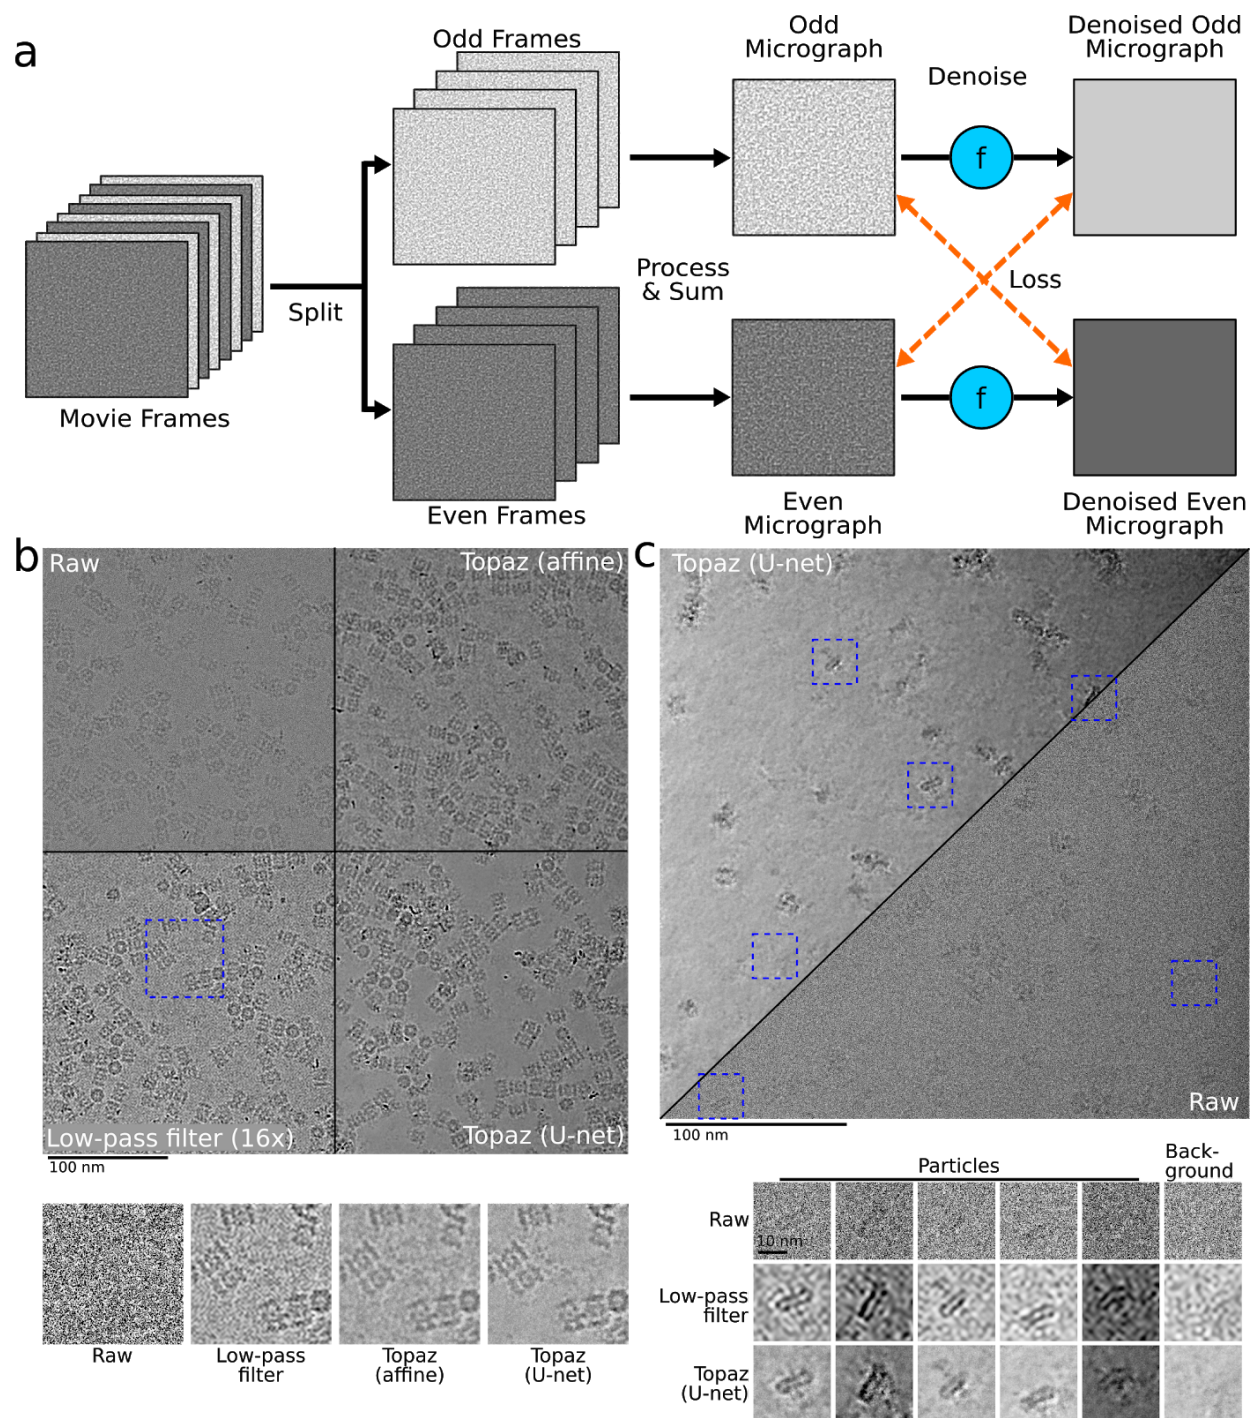 a
Odd Frames
Odd
Micrograph
Denoised Odd
Micrograph
Denoise
f
Process
& Sum
Loss
Split
Movie Frames
f
Even Frames
Even
Micrograph
Denoised Even
Micrograph
b
Raw
Topaz (affine)
Low-pass filter (16x)
Topaz (U-net)
100 nm
Raw
Low-pass
filter
Topaz
(affine)
Topaz
(U-net)
c
Topaz (U-net)
Raw
100 nm
Particles
Back-
ground
Raw
10 nm
Low-pass
filter
Topaz
(U-net)